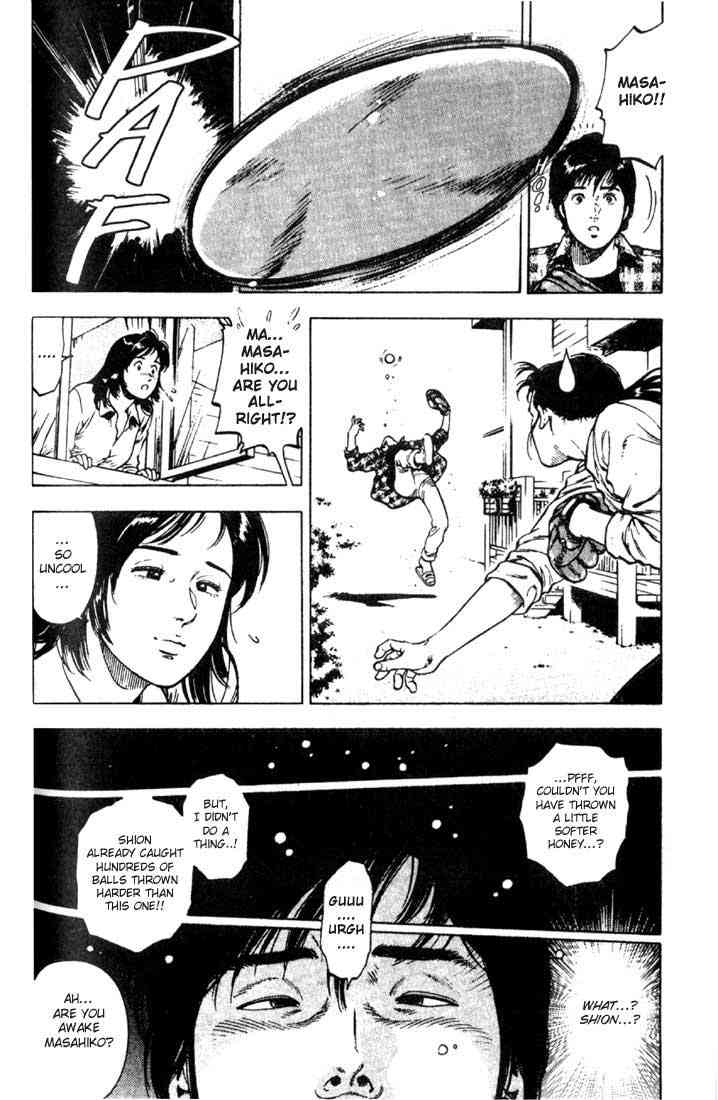 PAF
MASA-
HIKO!!
....
MA...
MASA-
HIKO...
ARE YOU
ALL-
RIGHT!?
...
SO
UNCOOL
...
...PFFF,
COULDN'T YOU
HAVE THROWN
A LITTLE
SOFTER
HONEY...?
BUT,
I DIDN'T
DO A
THING..!
SHION
ALREADY CAUGHT
HUNDREDS OF
BALLS THROWN
HARDER THAN
THIS ONE!!
GUUU
....
URGH
....
WHAT...?
SHION...?
AH...
ARE YOU
AWAKE
MASAHIKO?